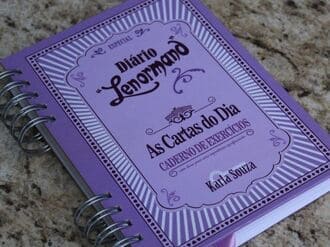 ESPECIAL
Diário
Lenormand
As Cartas do Dia
CADERNO DE EXERCÍCIOS
Karla Souza